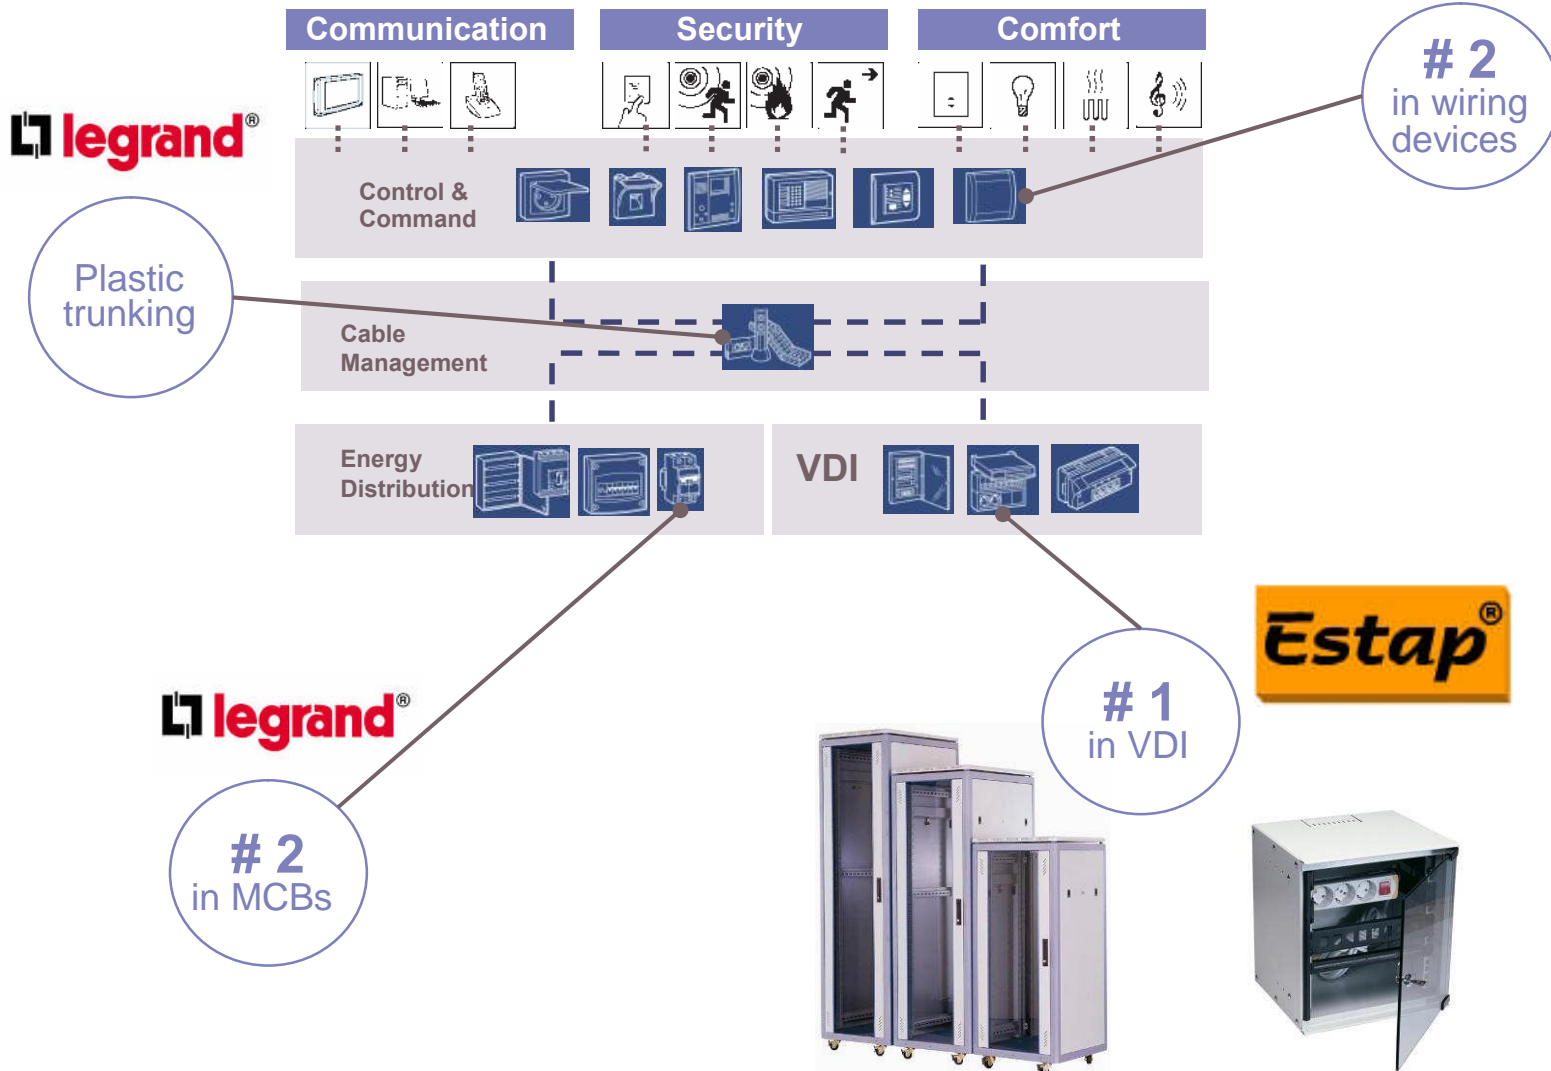 Communication
Security
Comfort
# 2
in wiring
devices
legrand®
Control &
Command
Plastic
trunking
Cable
Management
Energy
Distribution
VDI
Estap®
# 1
in VDI
legrand®
# 2
in MCBs